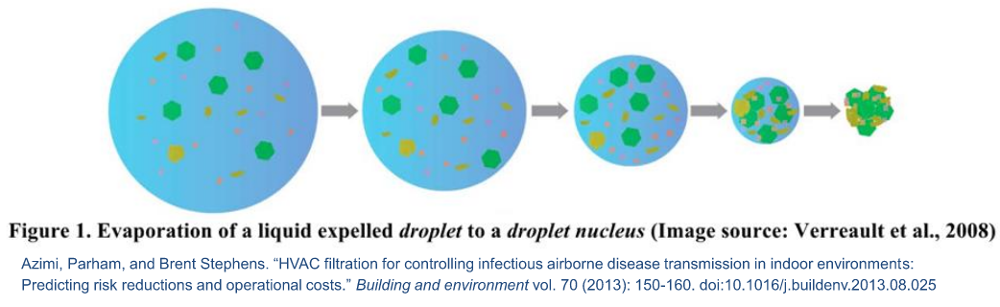 Figure 1. Evaporation of a liquid expelled droplet to a droplet nucleus (Image source: Verreault et al., 2008)
Azimi, Parham, and Brent Stephens. “HVAC filtration for controlling infectious airborne disease transmission in indoor environments:
Predicting risk reductions and operational costs.” Building and environment vol. 70 (2013): 150-160. doi:10.1016/j.buildenv.2013.08.025